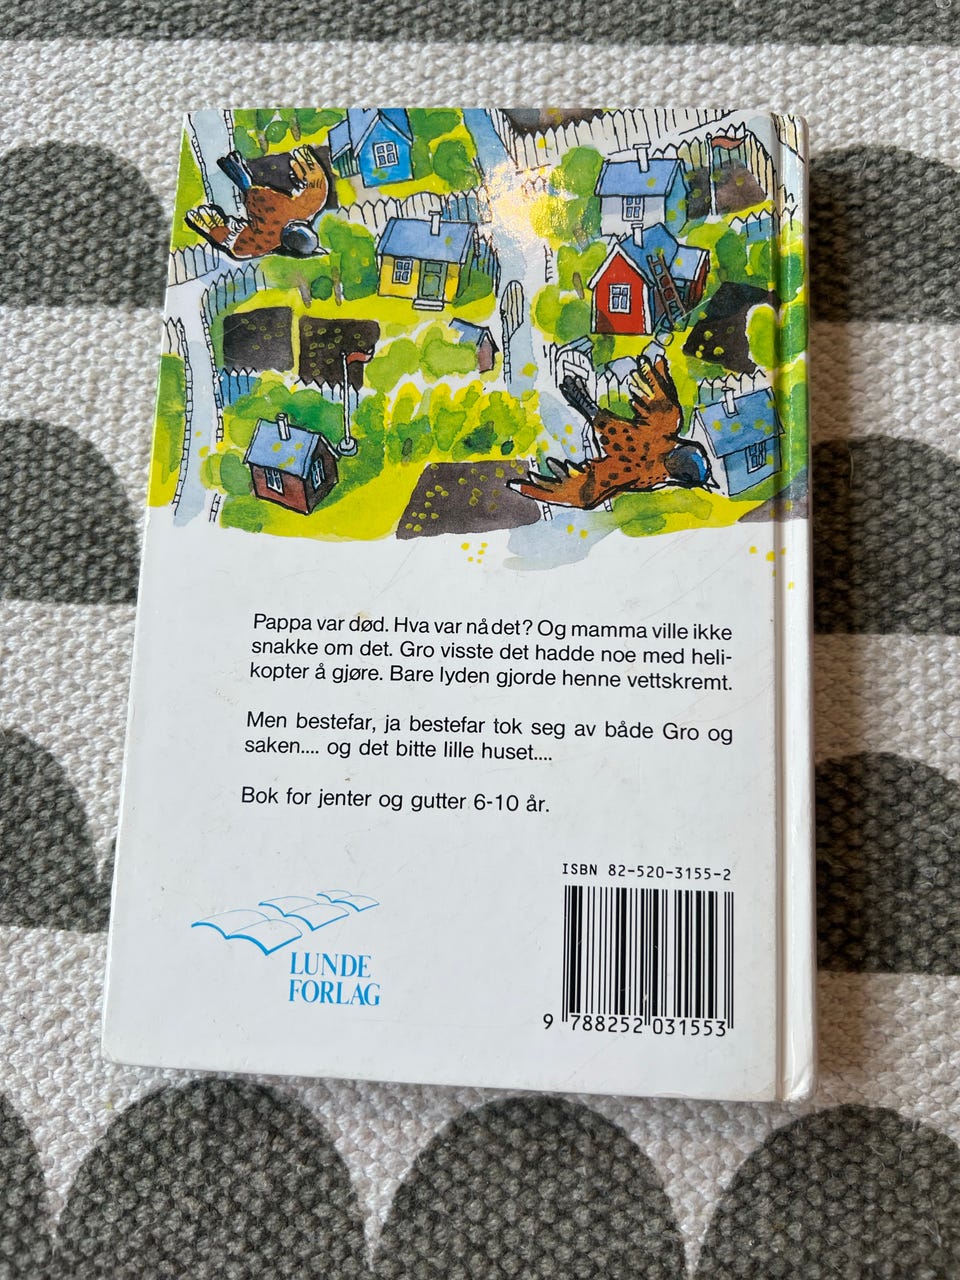 Pappa var død. Hva var nå det? Og mamma ville ikke
snakke om det. Gro visste det hadde noe med heli-
kopter å gjøre. Bare lyden gjorde henne vettskremt.
Men bestefar, ja bestefar tok seg av både Gro og
saken.... og det bitte lille huset....
Bok for jenter og gutter 6-10 år.
ISBN 82-520-3155-2
LUNDE
FORLAG
9 788252 031553